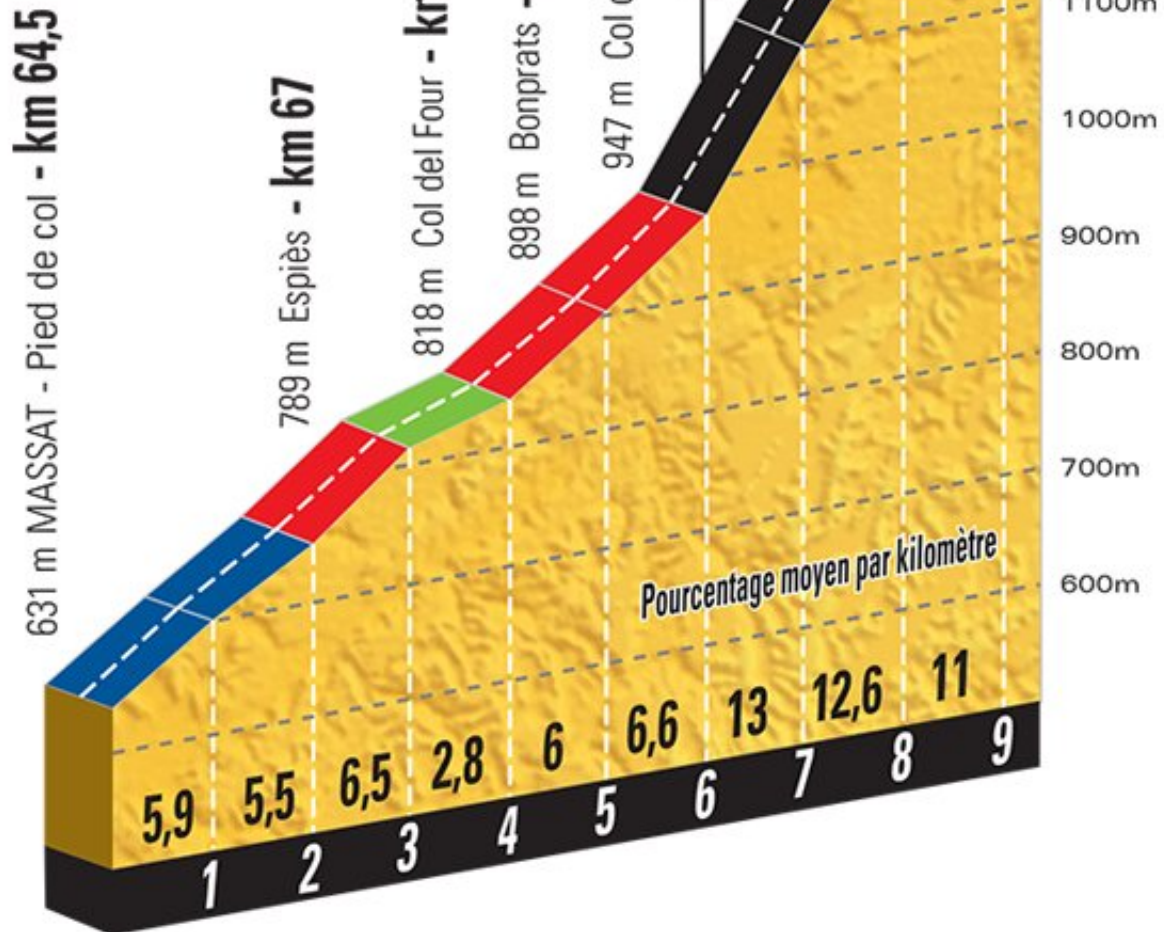 631 m MASSAT - Pied de col - km 64,5
789 m Espiès - km 67
818 m Col del Four -
898 m Bonprats -
947 m Col
1100m
1000m
900m
800m
700m
600m
Pourcentage moyen par kilomètre
5,9 5,5 6,5 2,8 6 6,6 13 12,6 11
1 2 3 4 5 6 7 8 9